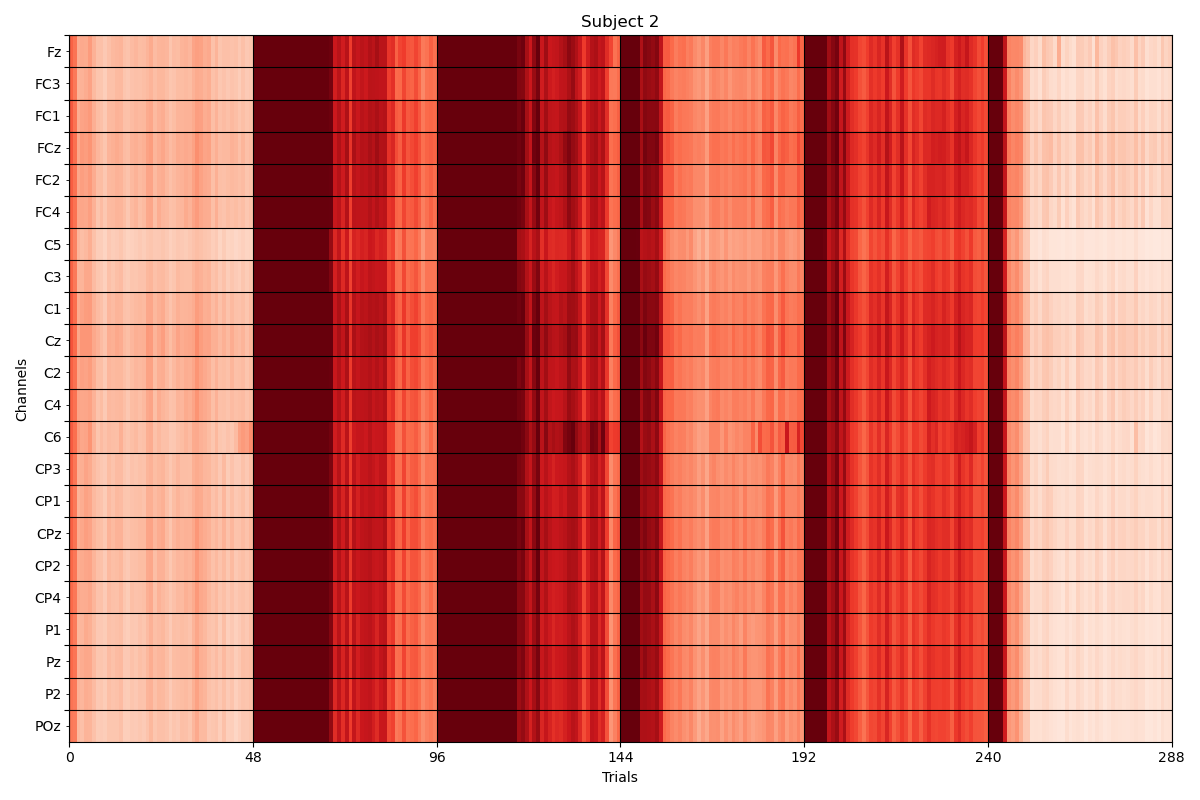 Subject 2
Fz
FC3
FC1
FCz
FC2
FC4
C5
C3
C1
Cz
C2
C4
C6
CP3
CP1
CPz
CP2
CP4
P1
Pz
P2
POz
Channels
0 48 96 144 192 240 288
Trials